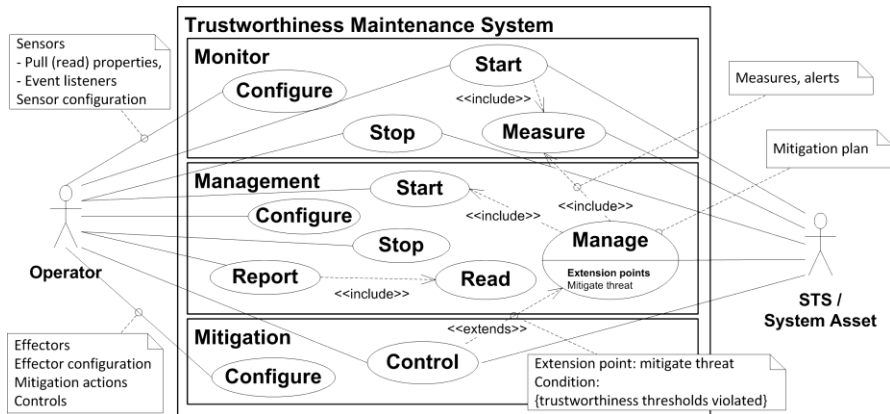 Trustworthiness Maintenance System
Sensors
- Pull (read) properties,
- Event listeners
Sensor configuration
Monitor
Configure
Start
<<include>>
Measure
Stop
Measures, alerts
Mitigation plan
Management
Start
<<include>>
<<include>>
Configure
Stop
Manage
Extension points
Mitigate threat
Report
<<include>>
Read
Operator
STS /
System Asset
Mitigation
<<extends>>
Control
Configure
Effectors
Effector configuration
Mitigation actions
Controls
Extension point: mitigate threat
Condition:
{trustworthiness thresholds violated}